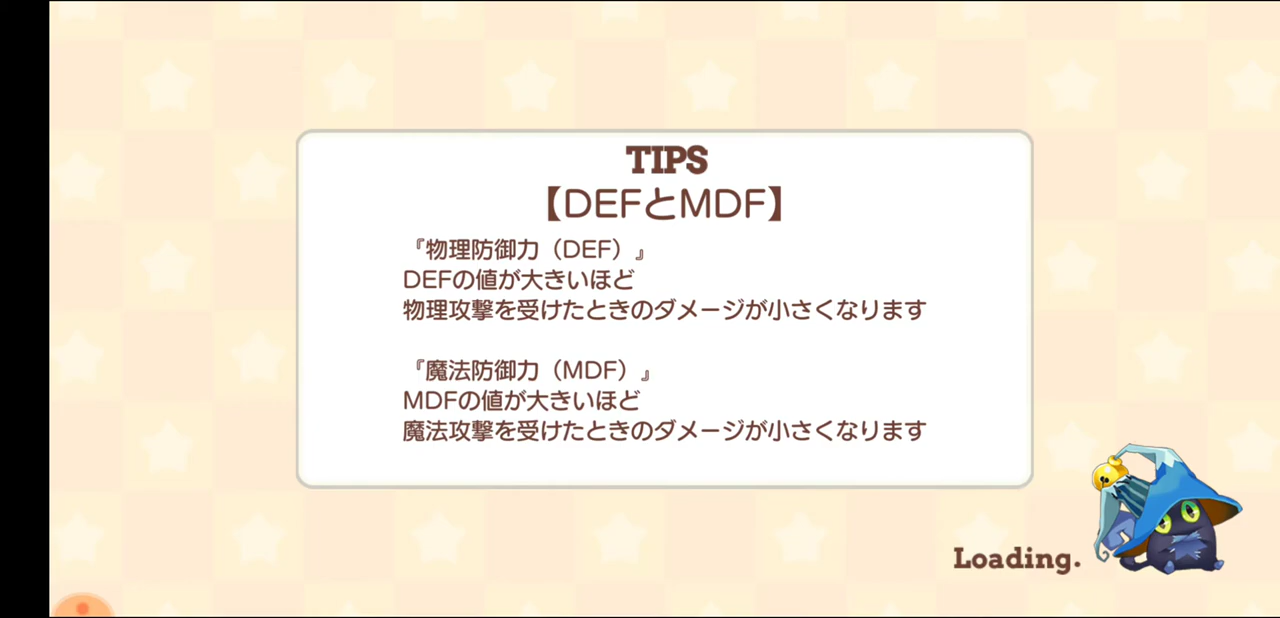 TIPS
【DEFとMDF】
『物理防御力（DEF）』
DEFの値が大きいほど
物理攻撃を受けたときのダメージが小さくなります
『魔法防御力（MDF）』
MDFの値が大きいほど
魔法攻撃を受けたときのダメージが小さくなります
Loading.